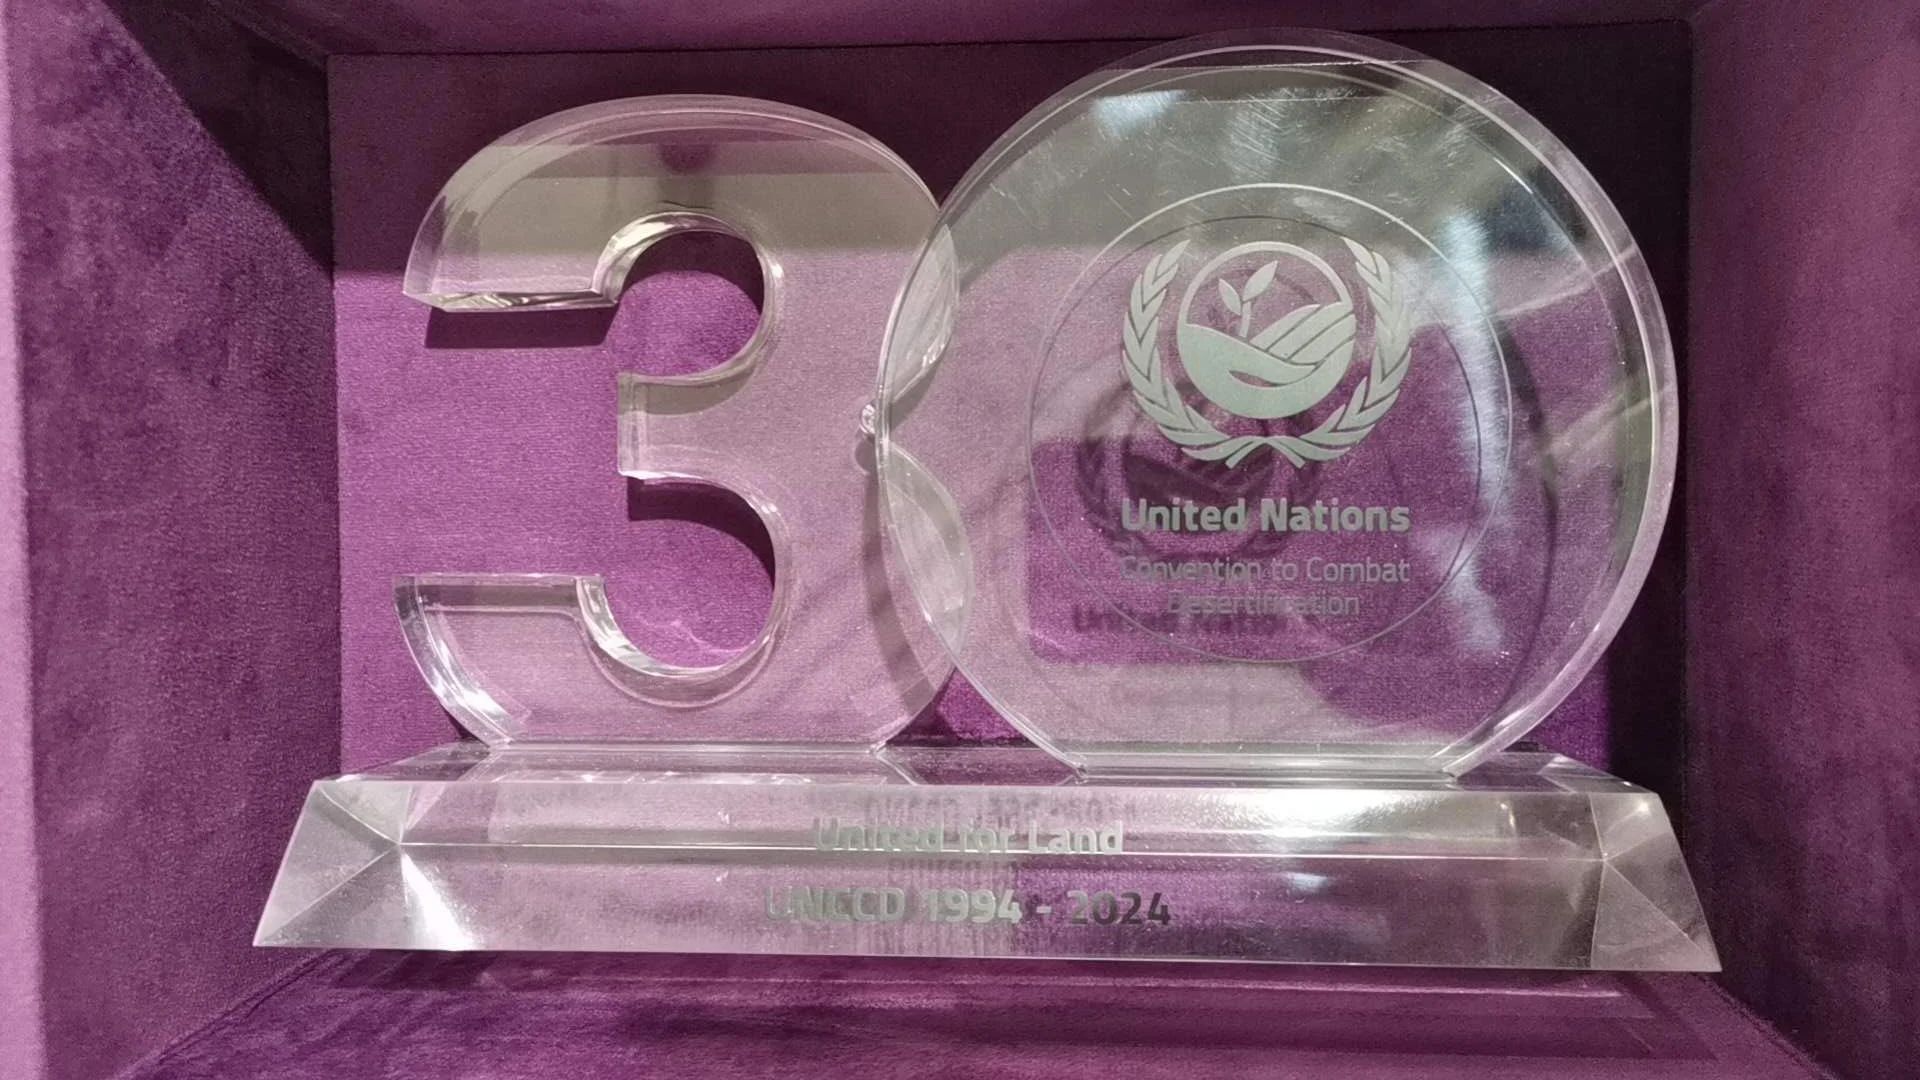 30
United Nations
Convention to Combat
Desertification
United for Land
UNCCD 1994 - 2024